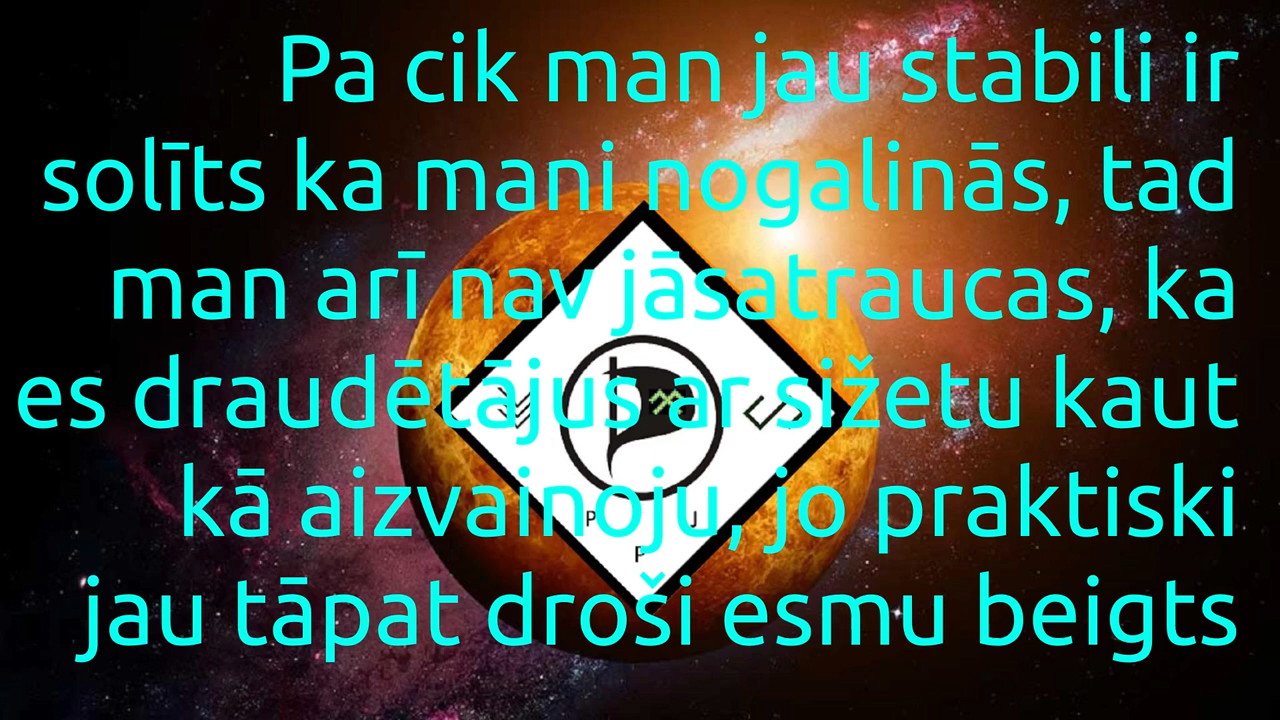 Pa cik man jau stabili ir
solīts ka mani nogalinās, tad
man arī nav jāsatraucas, ka
es draudētājus ar sižetu kaut
kā aizvainoju, jo praktiski
jau tāpat droši esmu beigts
P J
P